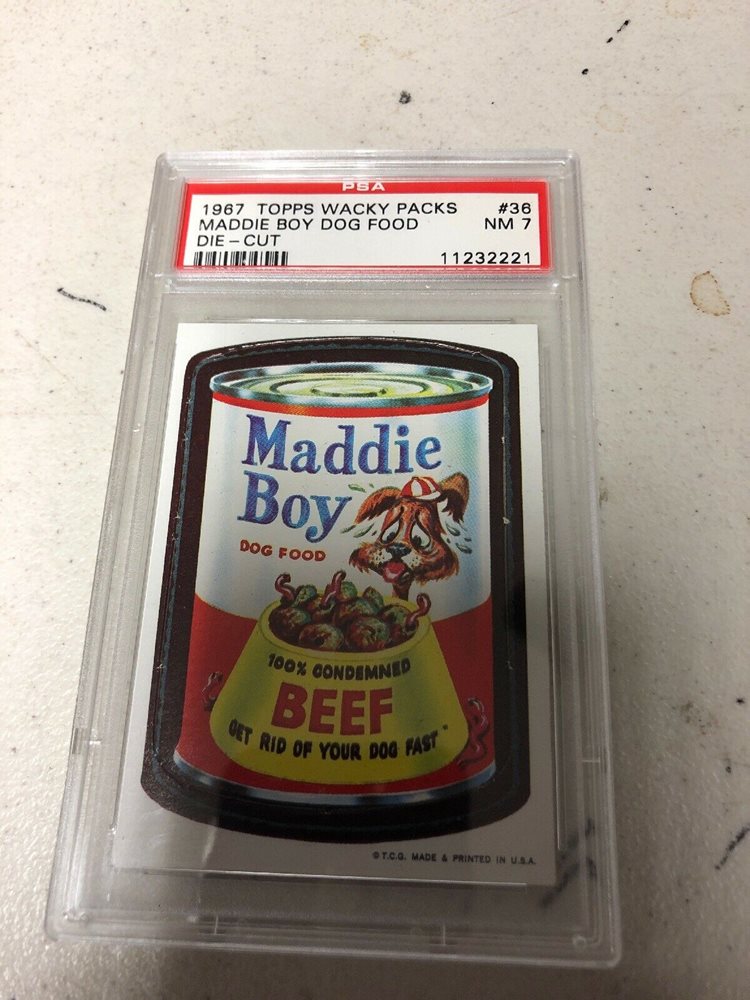 PSA
1967 TOPPS WACKY PACKS #36
MADDIE BOY DOG FOOD NM 7
DIE-CUT
11232221
Maddie
Boy
DOG FOOD
100% CONDEMNED
BEEF
GET RID OF YOUR DOG FAST
© T.C.G. MADE & PRINTED IN U.S.A.